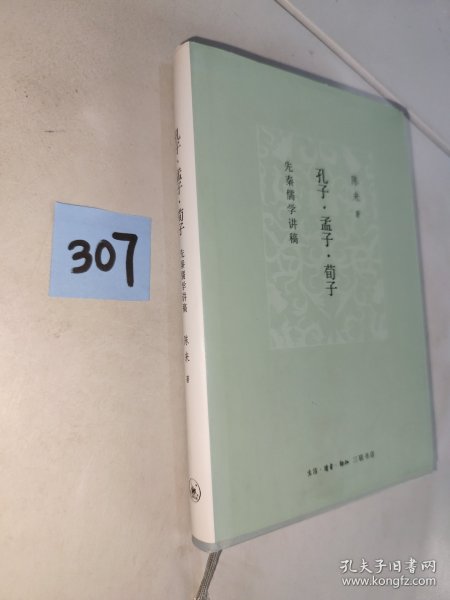 307
孔子·孟子·荀子
先秦儒学讲稿
陈来 著
陈来 著
孔子·孟子·荀子
先秦儒学讲稿
生活·读书·新知 三联书店
孔夫子旧书网
www.kongfz.com